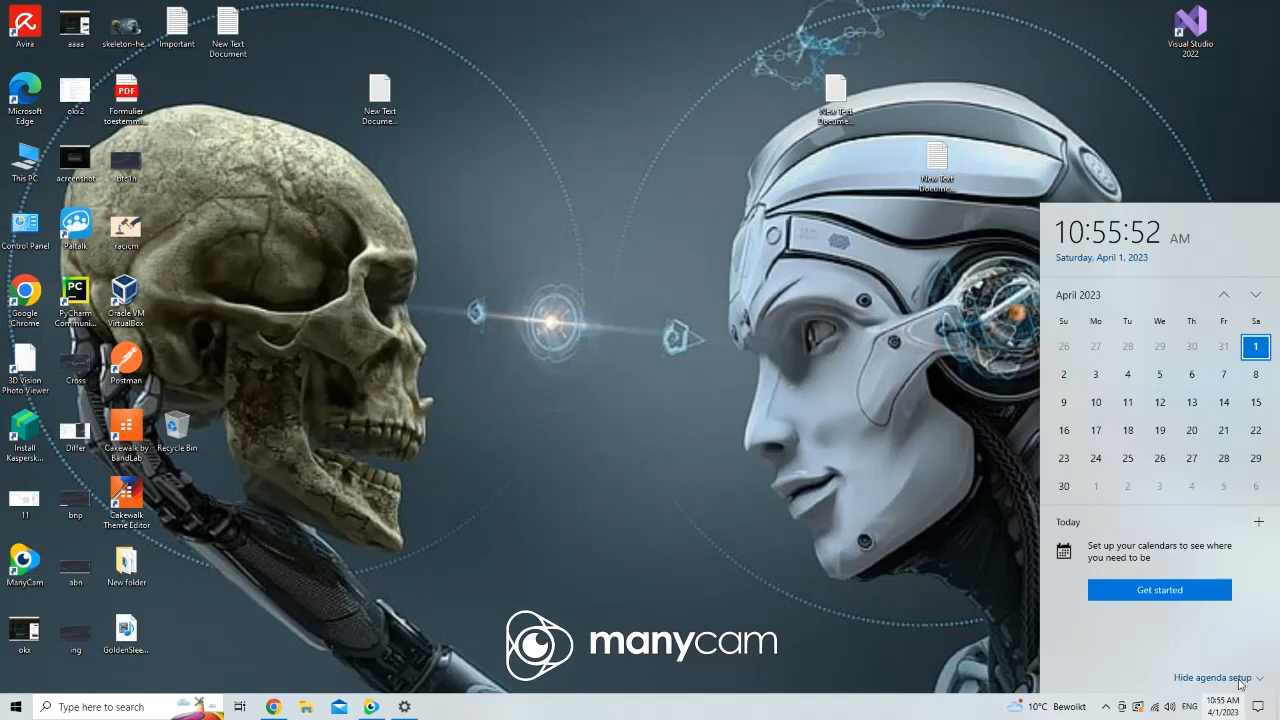 Avira
aaaa
skeleton-he...
Important
New Text
Document
Visual Studio
2022
Microsoft
Edge
okx2
PDF
Formulier
toestemmi...
New Text
Docume...
New Text
Docume...
This PC
acreenshot
btc1h
New Text
Docume...
Control Panel
Paltalk
racicm
Google
Chrome
PC
PyCharm
Communi...
Oracle VM
VirtualBox
3D Vision
Photo Viewer
Cross
Postman
Install
Kaspersk...
Differ
Cakewalk by
BandLab
Recycle Bin
11
bnp
Cakewalk
Theme Editor
ManyCam
abn
New folder
okx
ing
GoldenSlee...
manycam
10:55:52 AM
Saturday, April 1, 2023
April 2023
Su Mo Tu We Th Fr Sa
26 27 28 29 30 31 1
2 3 4 5 6 7 8
9 10 11 12 13 14 15
16 17 18 19 20 21 22
23 24 25 26 27 28 29
30 1 2 3 4 5 6
Today
Set up your calendars to see where
you need to be
Get started
Hide agenda setup
Type here to search
10°C Bewolkt
ENG
10:55 AM
4/1/2023